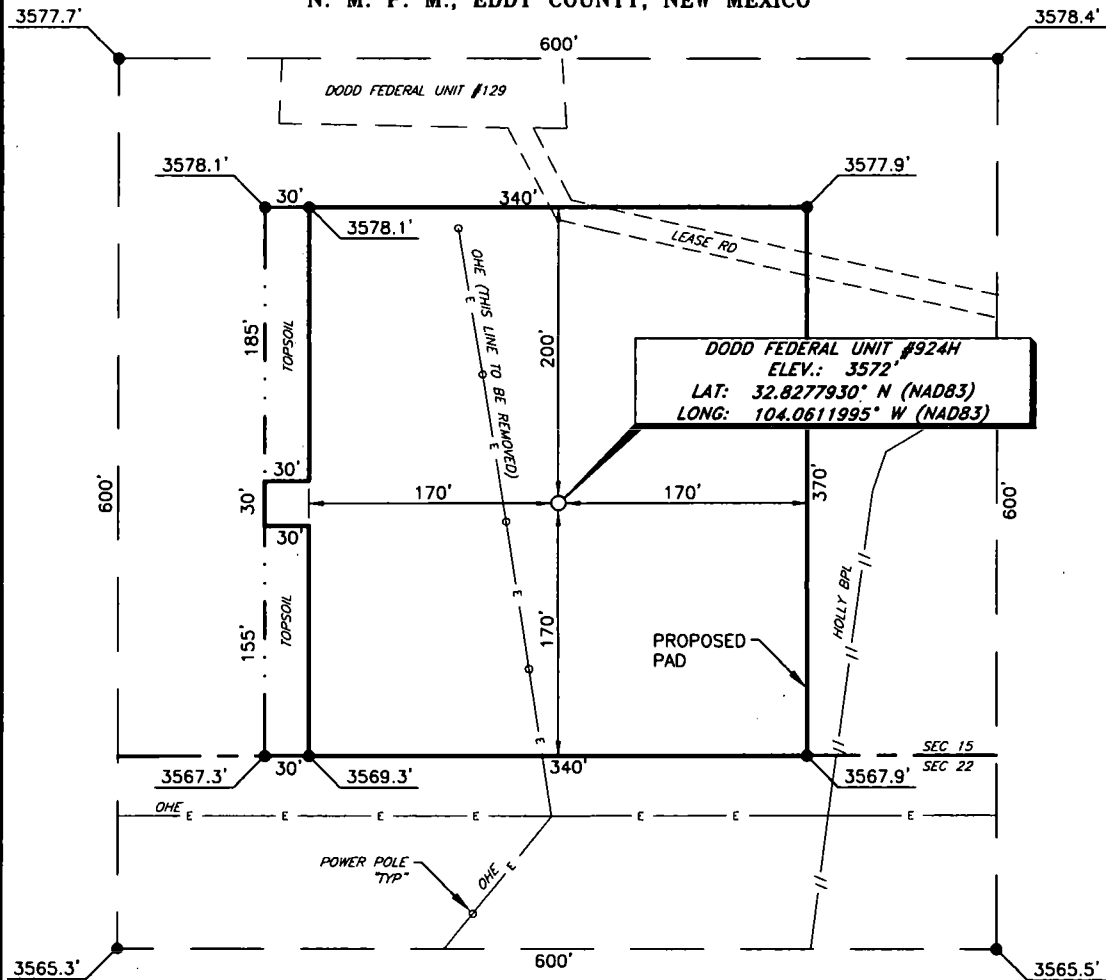 N. M. P. M., EDDY COUNTY, NEW MEXICO
3577.7'
3578.4'
600'
DODD FEDERAL UNIT #129
3578.1'
3577.9'
30'
340'
3578.1'
LEASE RD
OHE (THIS LINE TO BE REMOVED)
E
E
E
E
E
185'
TOPSOIL
200'
DODD FEDERAL UNIT #924H
ELEV.: 3572'
LAT: 32.8277930° N (NAD83)
LONG: 104.0611995° W (NAD83)
600'
30'
30'
30'
170'
170'
370'
600'
155'
TOPSOIL
170'
HOLLY BPL
PROPOSED
PAD
SEC 15
SEC 22
3567.3'
30'
3569.3'
340'
3567.9'
OHE E E E E E E E
POWER POLE
"TYP"
OHE E
3565.3'
600'
3565.5'